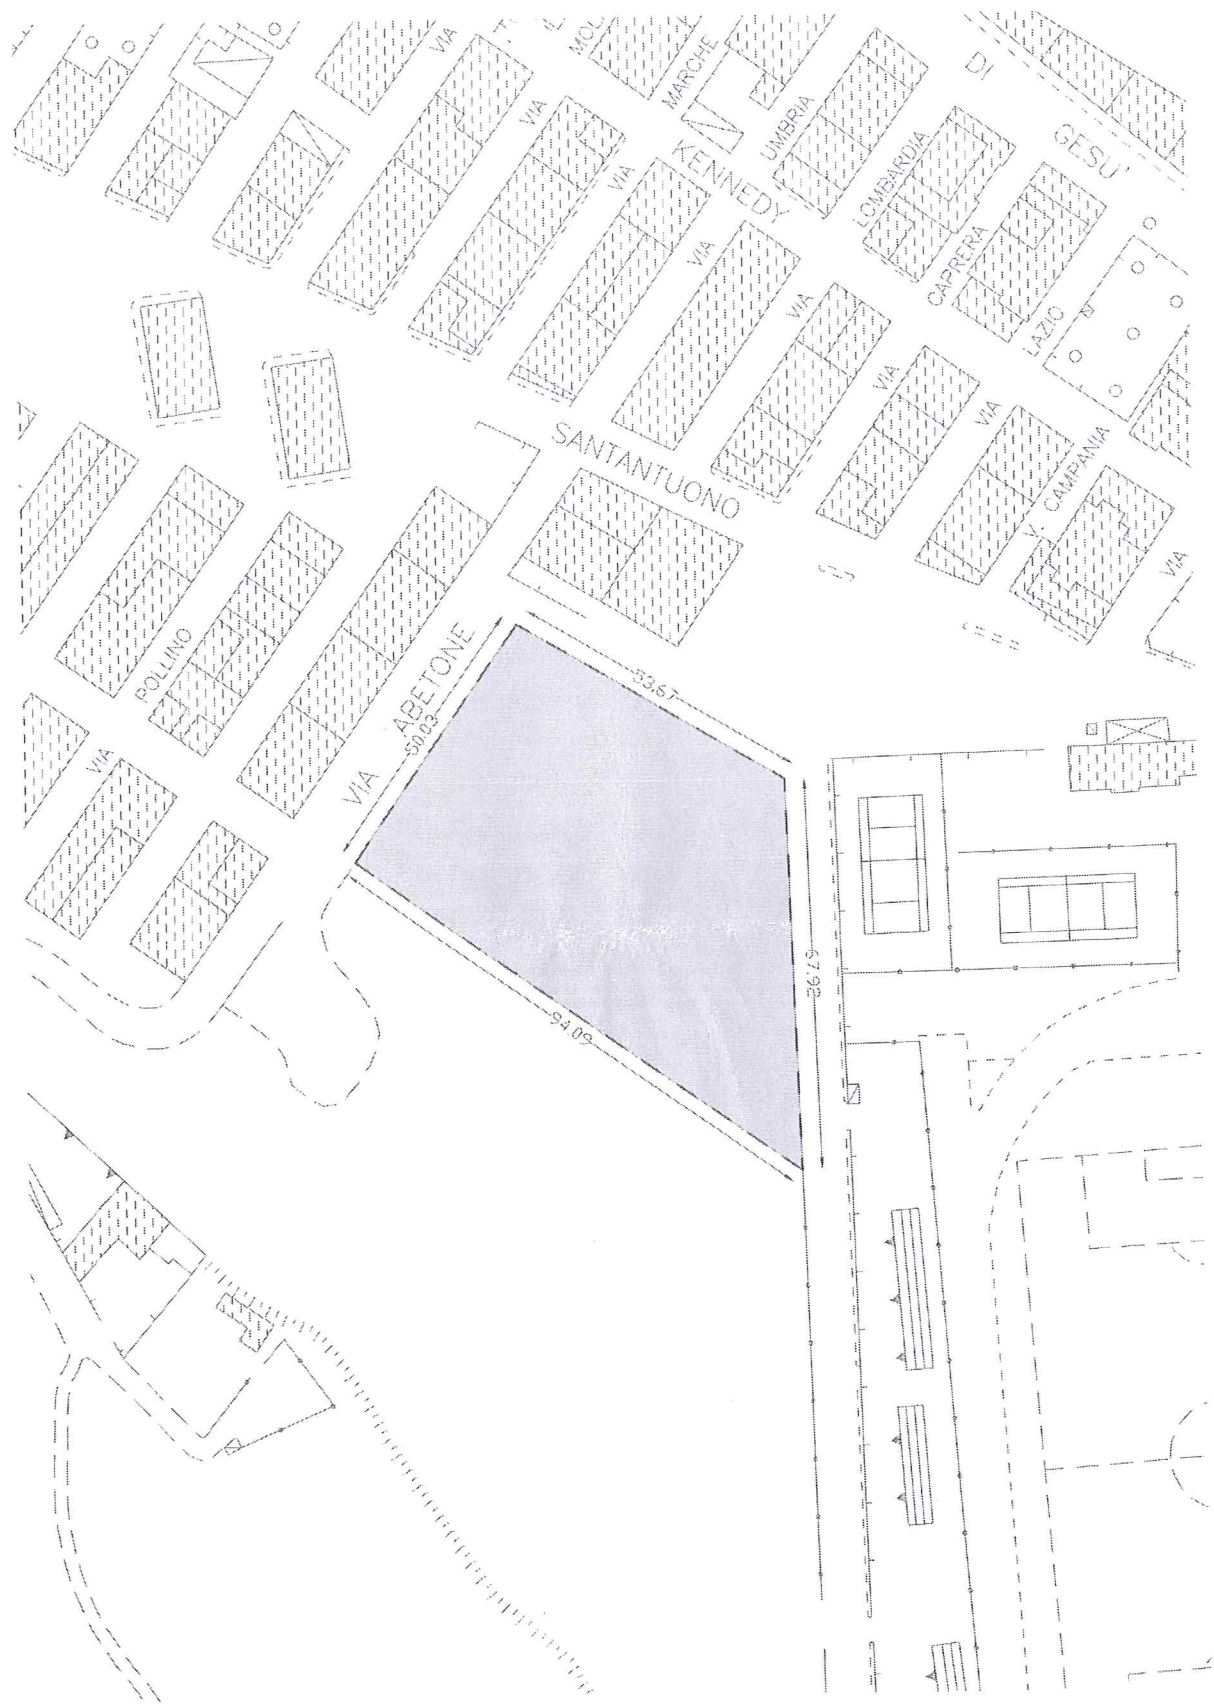 VIA
MARCHE
DI
VIA
UMBRIA
KENNEDY
LOMBARDIA
GESU'
VIA
VIA
CAPRERA
VIA
LAZIO
VIA
SANTANTUONO
VIA
V. CAMPANIA
VIA
POLLINO
VIA
VIA ABETONE
50.03
53.67
67.92
94.09